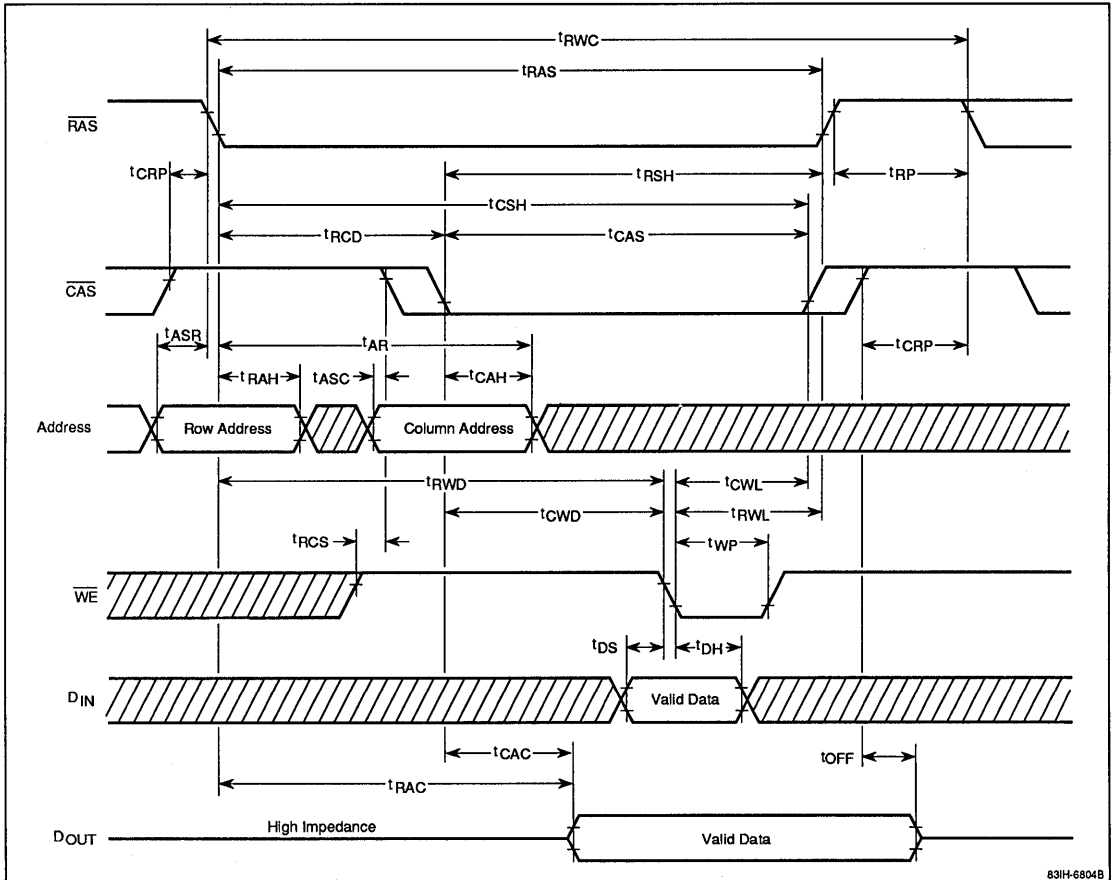 tRWC
tRAS
RAS
tCRP
tRSH
tRP
tCSH
tRCD
tCAS
CAS
tASR
tAR
tCRP
tRAH
tASC
tCAH
Address
Row Address
Column Address
tRWD
tCWL
tCWD
tRWL
tRCS
tWP
WE
tDS
tDH
DIN
Valid Data
tCAC
tOFF
tRAC
High Impedance
DOUT
Valid Data
83IH-6804B